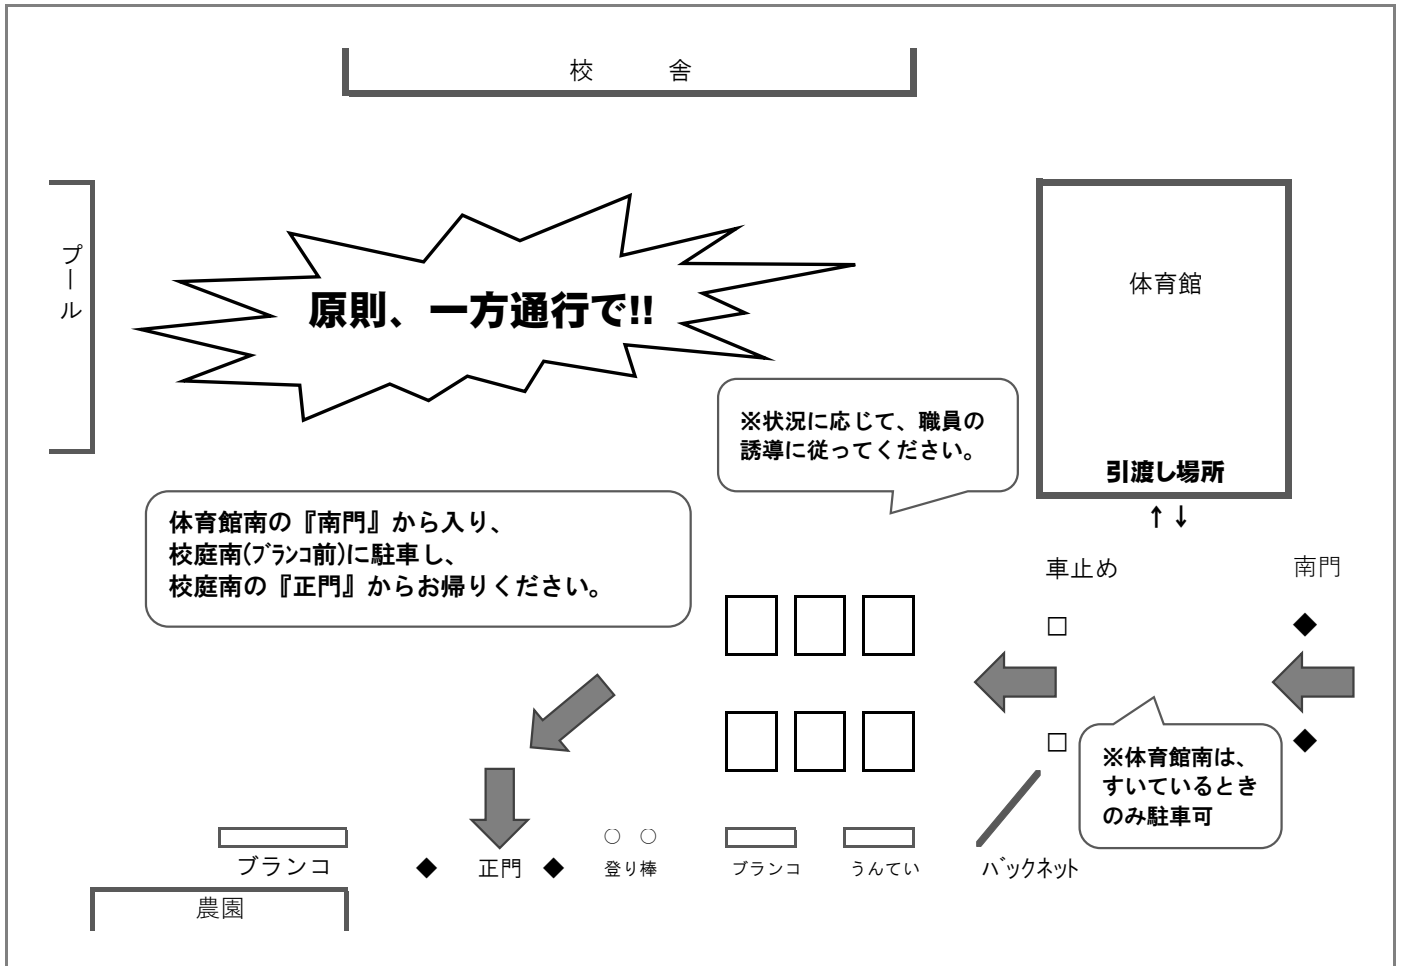 校　舎
プール
体育館
原則、一方通行で!!
※状況に応じて、職員の
誘導に従ってください。
引渡し場所
↑↓
体育館南の『南門』から入り、
校庭南(ﾌﾞﾗﾝｺ前)に駐車し、
校庭南の『正門』からお帰りください。
車止め
南門
※体育館南は、
すいているとき
のみ駐車可
ブランコ
正門
登り棒
ブランコ
うんてい
バックネット
農園